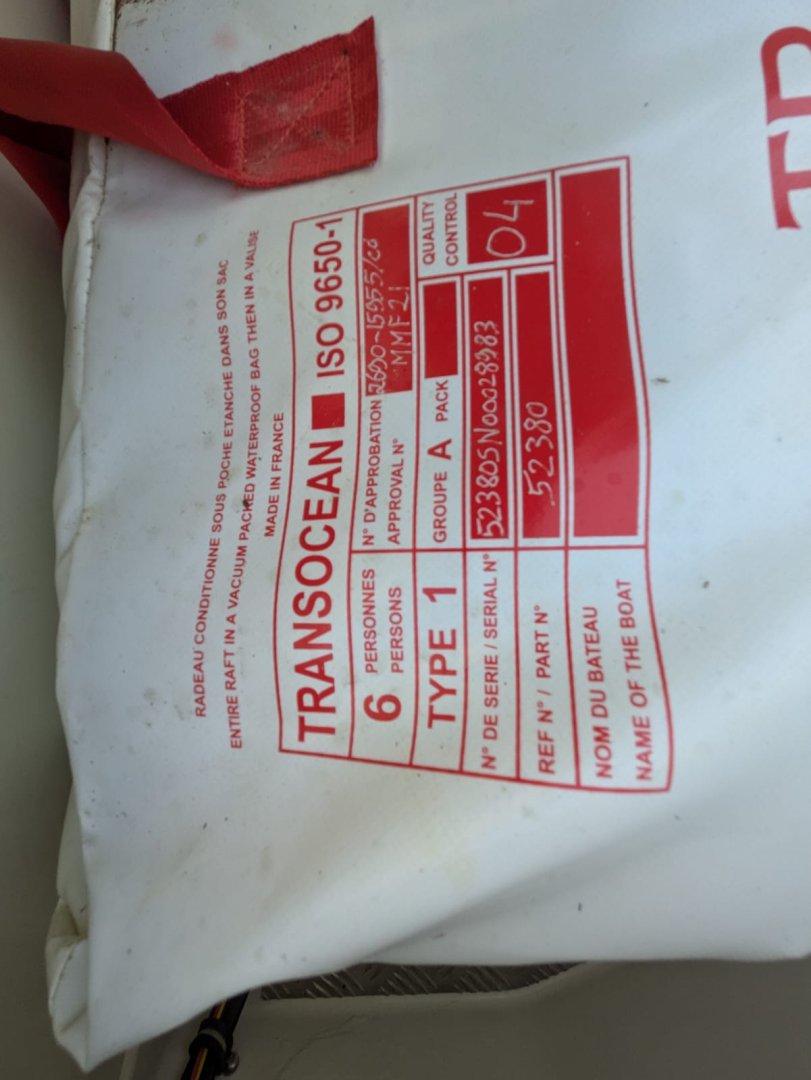 RADEAU CONDITIONNE SOUS POCHE ETANCHE DANS SON SAC
ENTIRE RAFT IN A VACUUM PACKED WATERPROOF BAG THEN IN A VALISE
MADE IN FRANCE
TRANSOCEAN ISO 9650-1
6 PERSONNES
PERSONS
N° D'APPROBATION
APPROVAL N° MMF21
TYPE 1
GROUPE A PACK
QUALITY
CONTROL
04
N° DE SERIE / SERIAL N° 52380SN00028983
REF N° / PART N° 52380
NOM DU BATEAU
NAME OF THE BOAT